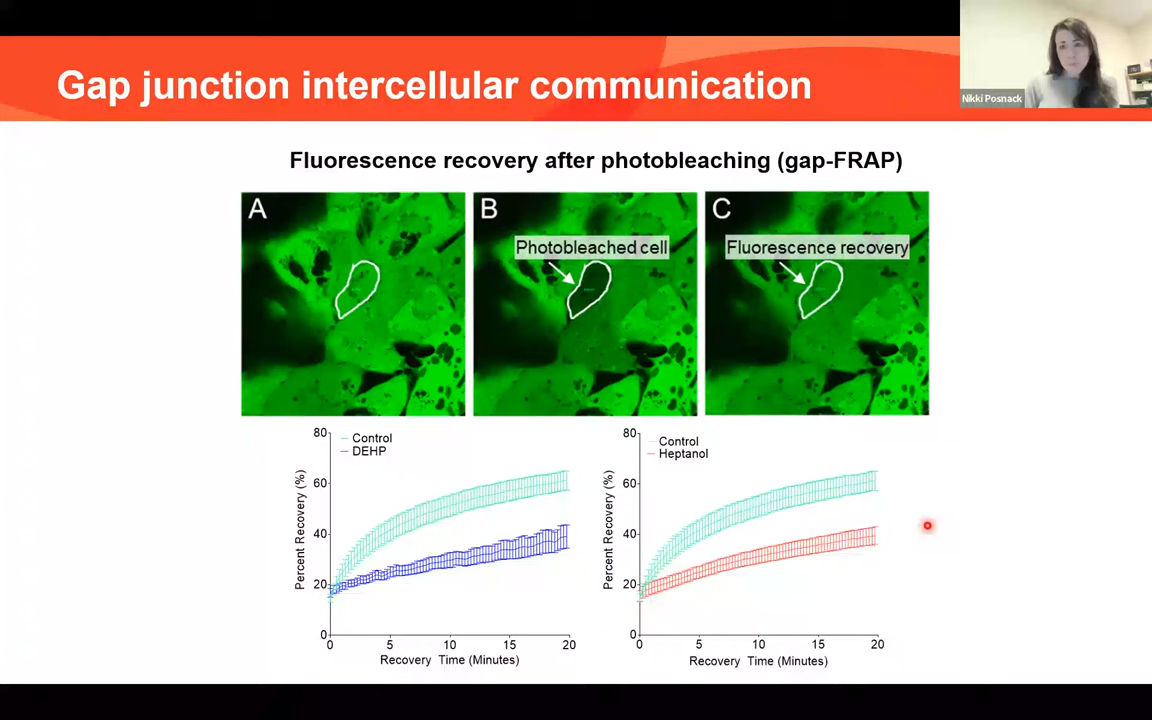 Gap junction intercellular communication
Nikki Posnack
Fluorescence recovery after photobleaching (gap-FRAP)
A
B
C
Photobleached cell
Fluorescence recovery
80
60
40
20
0
Percent Recovery (%)
Control
DEHP
0 5 10 15 20
Recovery Time (Minutes)
80
60
40
20
0
Percent Recovery (%)
Control
Heptanol
0 5 10 15 20
Recovery Time (Minutes)